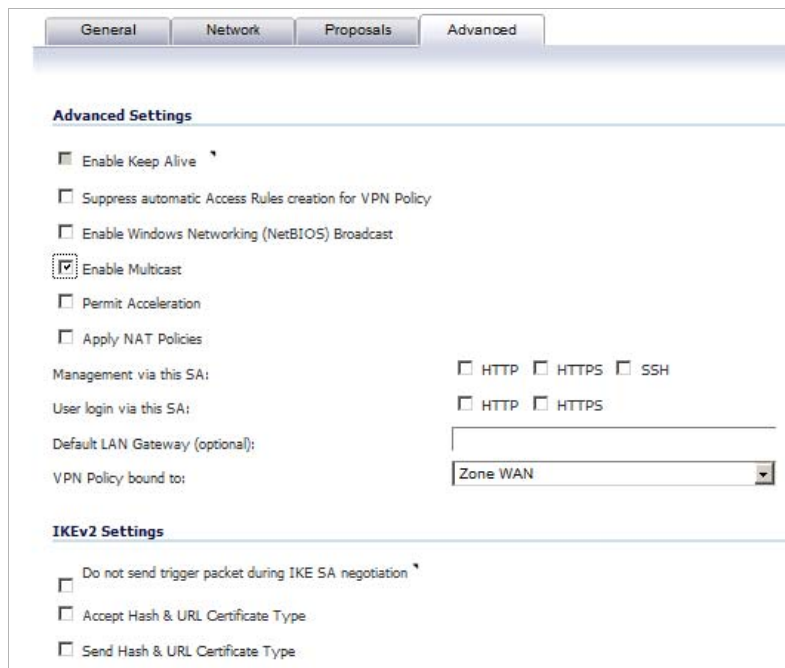 General Network Proposals Advanced
Advanced Settings
Enable Keep Alive
Suppress automatic Access Rules creation for VPN Policy
Enable Windows Networking (NetBIOS) Broadcast
Enable Multicast
Permit Acceleration
Apply NAT Policies
Management via this SA: HTTP HTTPS SSH
User login via this SA: HTTP HTTPS
Default LAN Gateway (optional):
VPN Policy bound to: Zone WAN
IKEv2 Settings
Do not send trigger packet during IKE SA negotiation
Accept Hash & URL Certificate Type
Send Hash & URL Certificate Type